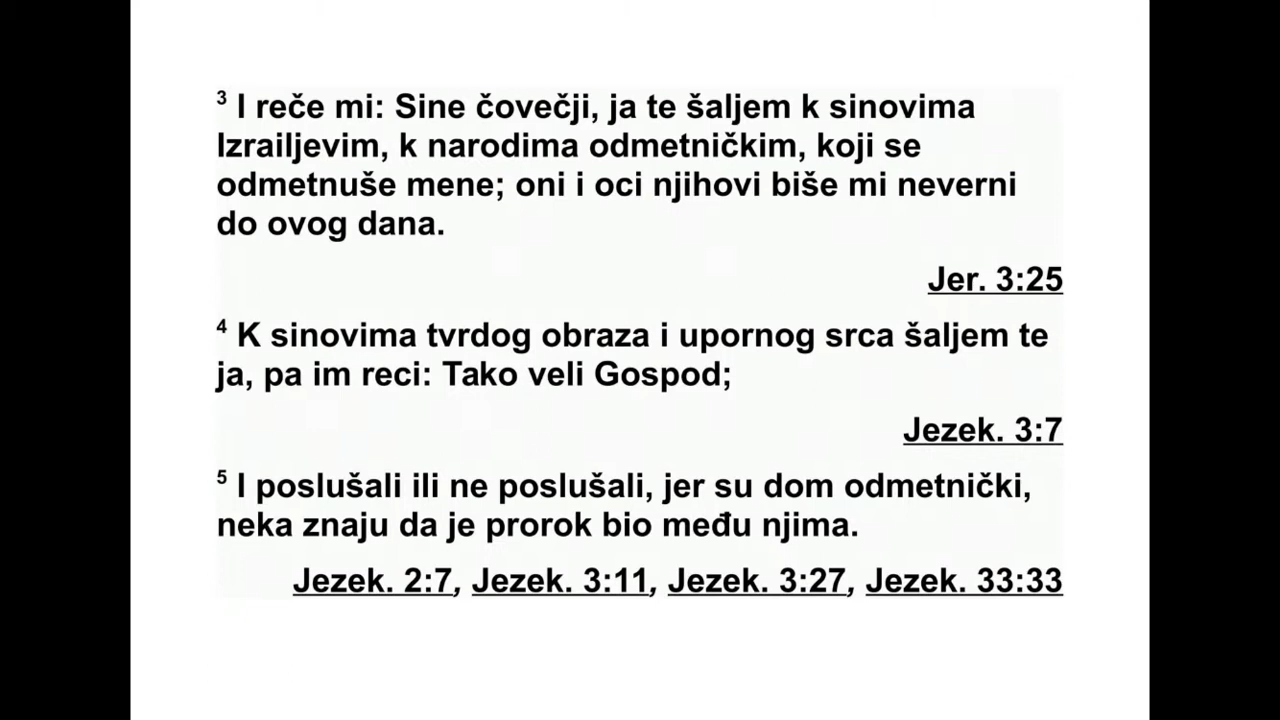 3 I reče mi: Sine čovečji, ja te šaljem k sinovima
Izrailjevim, k narodima odmetničkim, koji se
odmetnuše mene; oni i oci njihovi biše mi neverni
do ovog dana.
Jer. 3:25
4 K sinovima tvrdog obraza i upornog srca šaljem te
ja, pa im reci: Tako veli Gospod;
Jezek. 3:7
5 I poslušali ili ne poslušali, jer su dom odmetnički,
neka znaju da je prorok bio među njima.
Jezek. 2:7, Jezek. 3:11, Jezek. 3:27, Jezek. 33:33